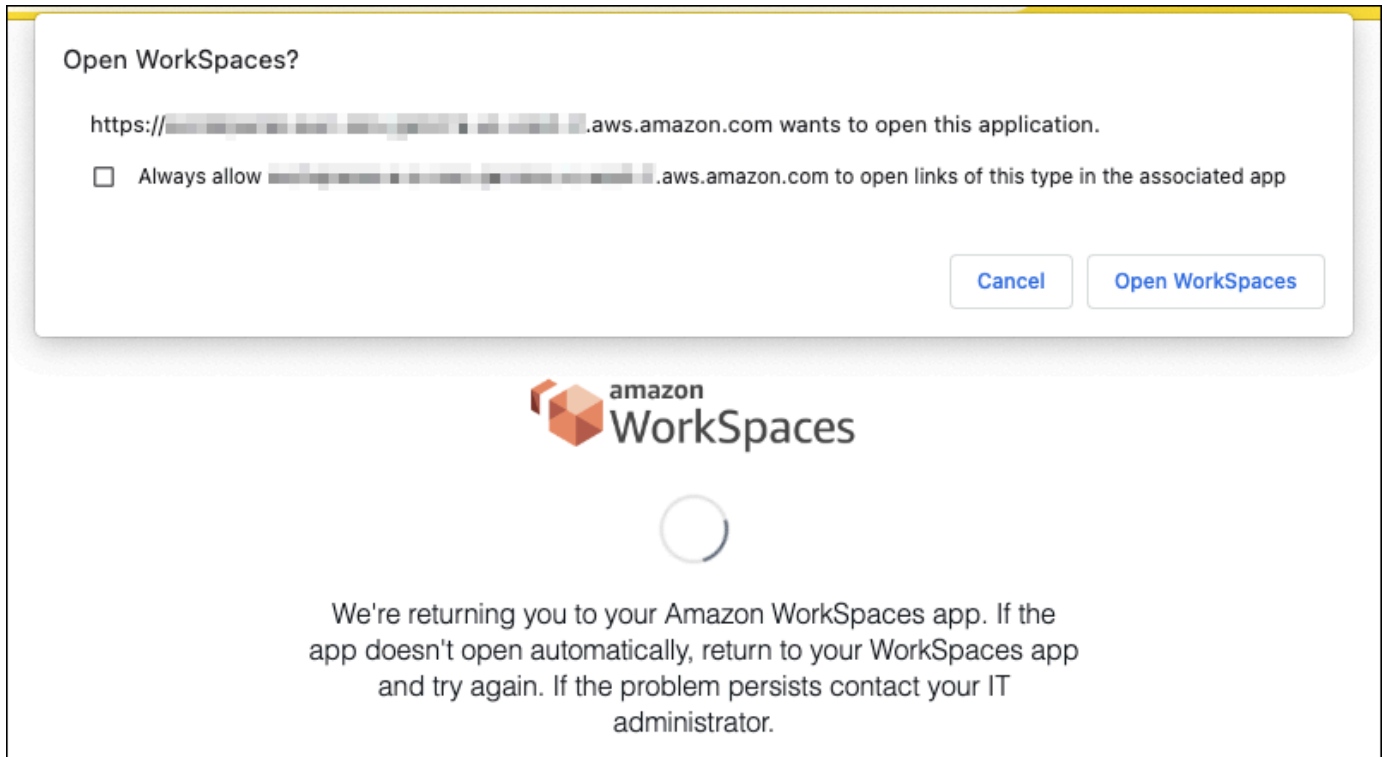 Open WorkSpaces?
https://.aws.amazon.com wants to open this application.
Always allow .aws.amazon.com to open links of this type in the associated app
Cancel
Open WorkSpaces
amazon
WorkSpaces
We're returning you to your Amazon WorkSpaces app. If the
app doesn't open automatically, return to your WorkSpaces app
and try again. If the problem persists contact your IT
administrator.